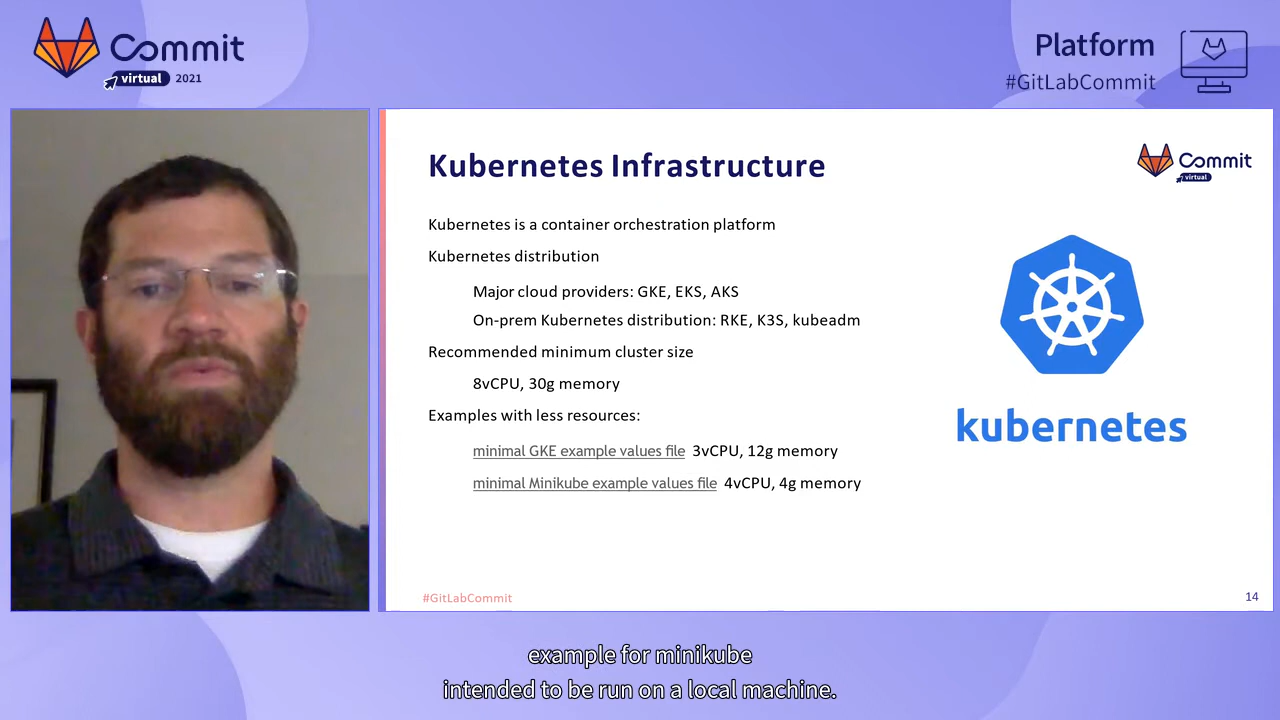 Commit
virtual 2021
Platform
#GitLabCommit
Kubernetes Infrastructure
Commit
virtual
Kubernetes is a container orchestration platform
Kubernetes distribution
Major cloud providers: GKE, EKS, AKS
On-prem Kubernetes distribution: RKE, K3S, kubeadm
Recommended minimum cluster size
8vCPU, 30g memory
Examples with less resources:
minimal GKE example values file 3vCPU, 12g memory
minimal Minikube example values file 4vCPU, 4g memory
kubernetes
#GitLabCommit
14
example for minikube
intended to be run on a local machine.